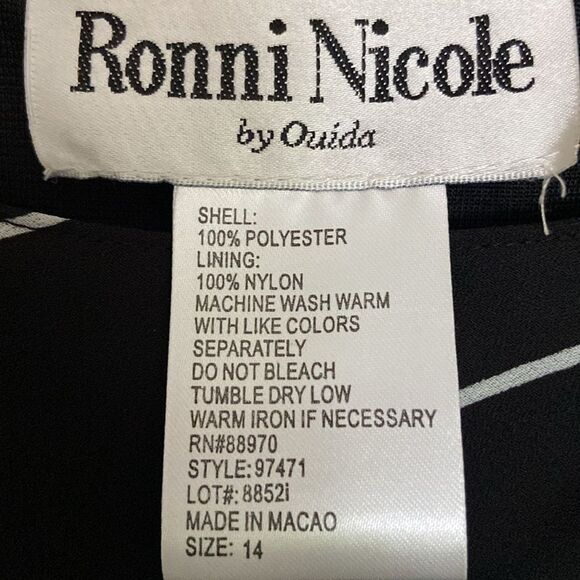 Ronni Nicole
by Ouida
SHELL:
100% POLYESTER
LINING:
100% NYLON
MACHINE WASH WARM
WITH LIKE COLORS
SEPARATELY
DO NOT BLEACH
TUMBLE DRY LOW
WARM IRON IF NECESSARY
RN#88970
STYLE: 97471
LOT#: 8852i
MADE IN MACAO
SIZE: 14